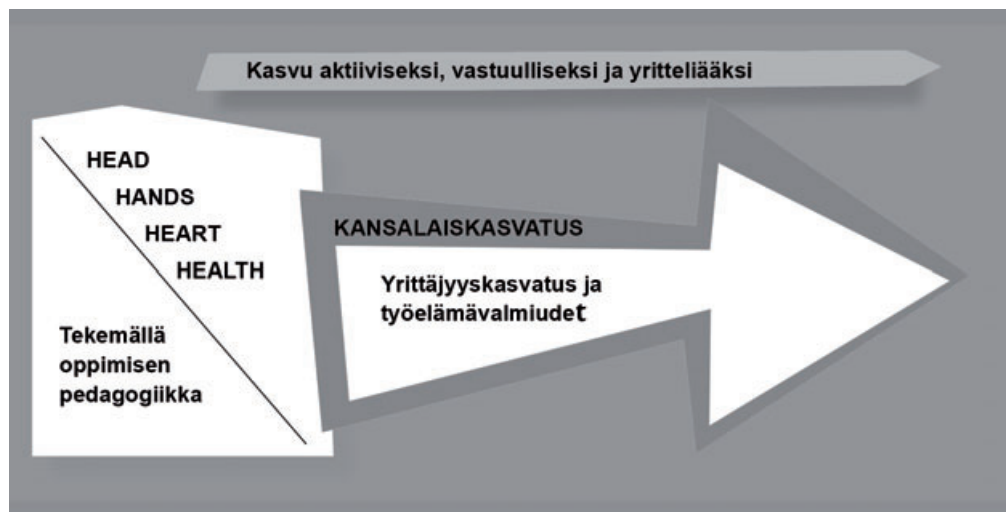 Kasvu aktiiviseksi, vastuulliseksi ja yritteliääksi
HEAD
HANDS
HEART
HEALTH
Tekemällä
oppimisen
pedagogiikka
KANSALAISKASVATUS
Yrittäjyyskasvatus ja
työelämävalmiudet